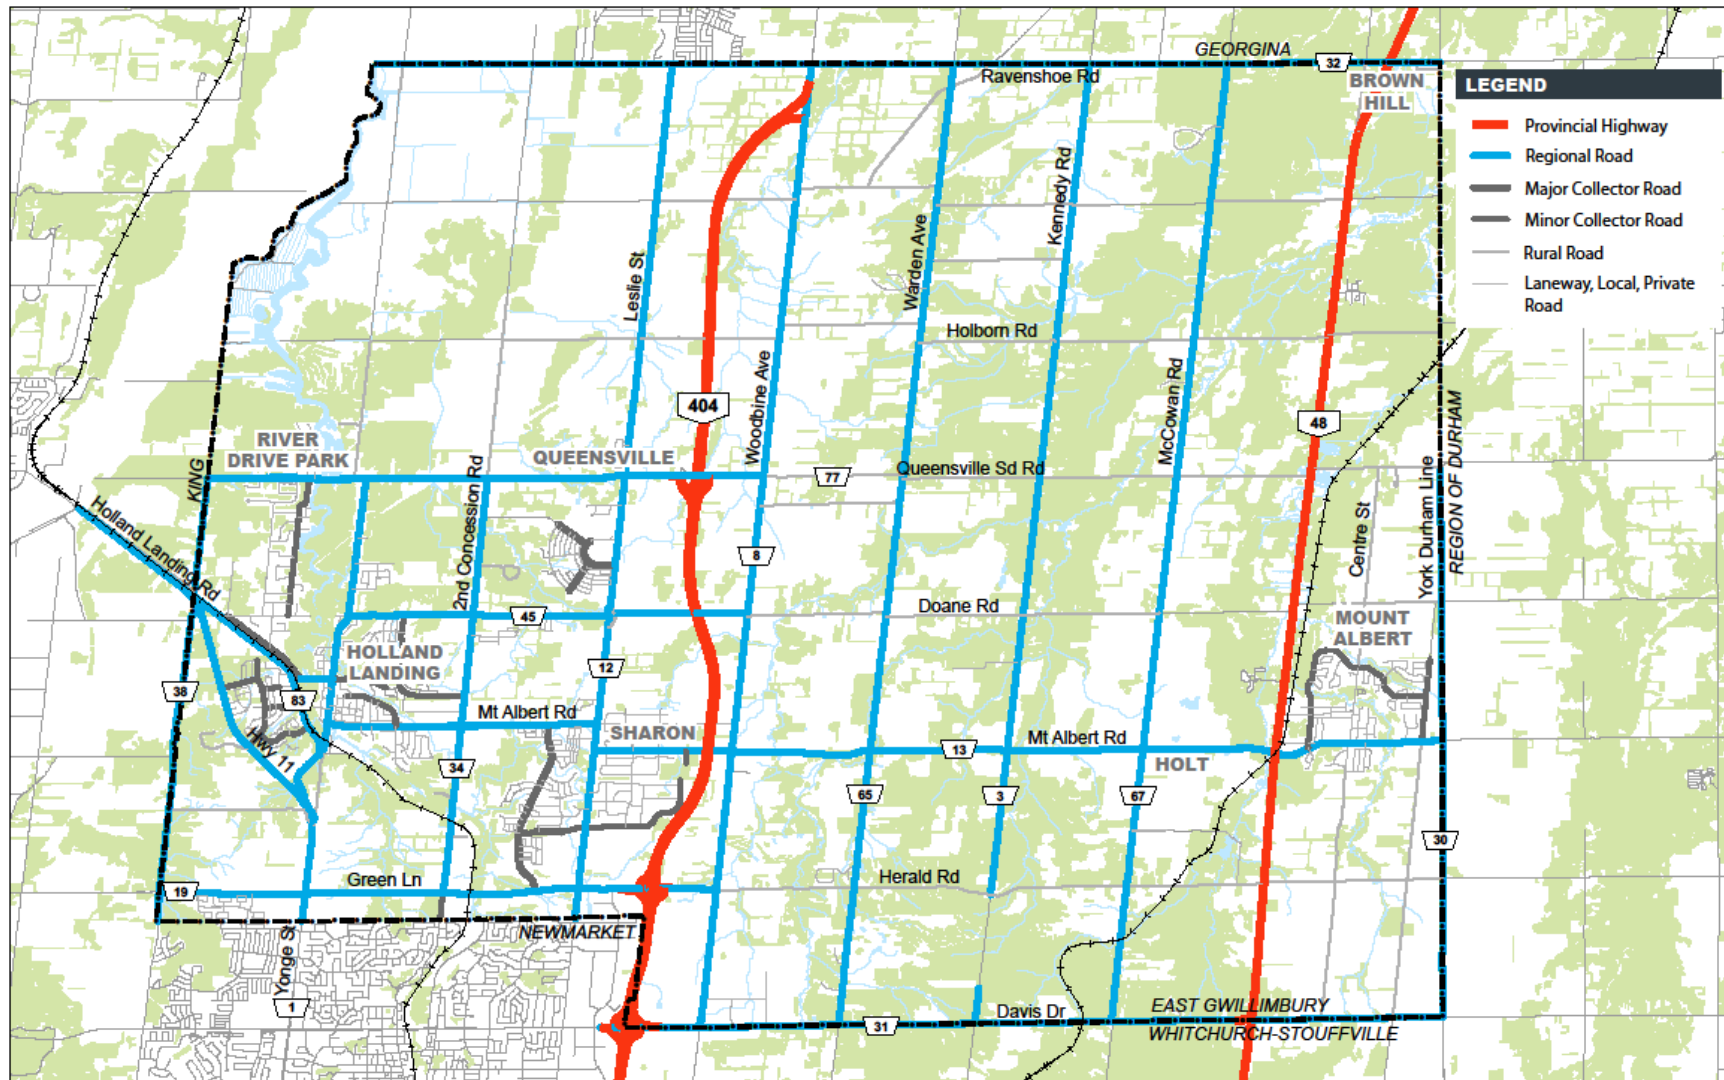 GEORGINA
32
Ravenshoe Rd
BROWN
HILL
LEGEND
Provincial Highway
Regional Road
Major Collector Road
Minor Collector Road
Rural Road
Laneway, Local, Private
Road
Kennedy Rd
Warden Ave
Leslie St
Holborn Rd
Woodbine Ave
McCowan Rd
404
48
REGION OF DURHAM
York Durham Line
RIVER
DRIVE PARK
QUEENSVILLE
KING
2nd Concession Rd
77
Queensville Sd Rd
Holland Landing Rd
Centre St
8
45
Doane Rd
MOUNT
ALBERT
HOLLAND
LANDING
12
38
83
Mt Albert Rd
SHARON
Hwy 11
13
Mt Albert Rd
HOLT
34
65
3
67
30
19
Green Ln
Herald Rd
NEWMARKET
Yonge St
1
31
Davis Dr
EAST GWILLIMBURY
WHITCHURCH-STOUFFVILLE